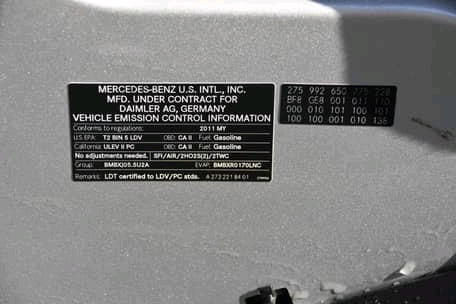 MERCEDES-BENZ U.S. INTL., INC.
MFD. UNDER CONTRACT FOR
DAIMLER AG, GERMANY
VEHICLE EMISSION CONTROL INFORMATION
Conforms to regulations: 2011 MY
U.S. EPA: T2 BIN 5 LDV OBD: CA II Fuel: Gasoline
California: ULEV II PC OBD: CA II Fuel: Gasoline
No adjustments needed. SFI/AIR/2HO2S(2)/2TWC
Group: BMBXJ05.5U2A EVAP: BMBXR0170LNC
Remarks: LDT certified to LDV/PC stds. A 273 221 84 01
275 992 650 775 228
BF8 GE8 001 011 110
000 010 101 100 101
100 100 001 010 138